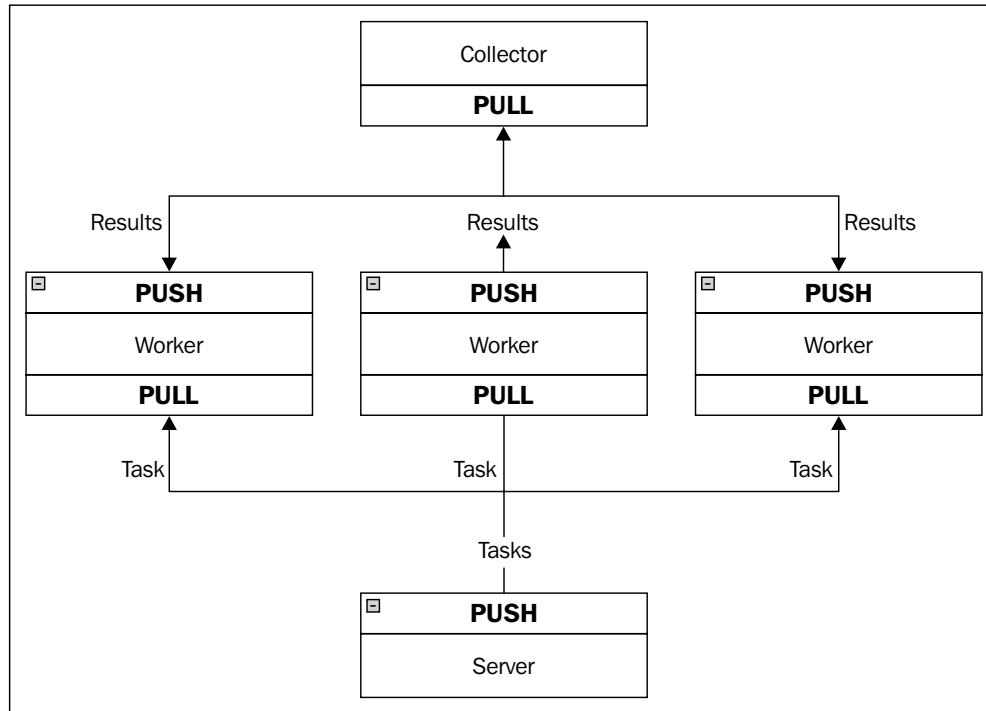 Collector
PULL
Results
Results
Results
PUSH
PUSH
PUSH
Worker
Worker
Worker
PULL
PULL
PULL
Task
Task
Task
Tasks
PUSH
Server